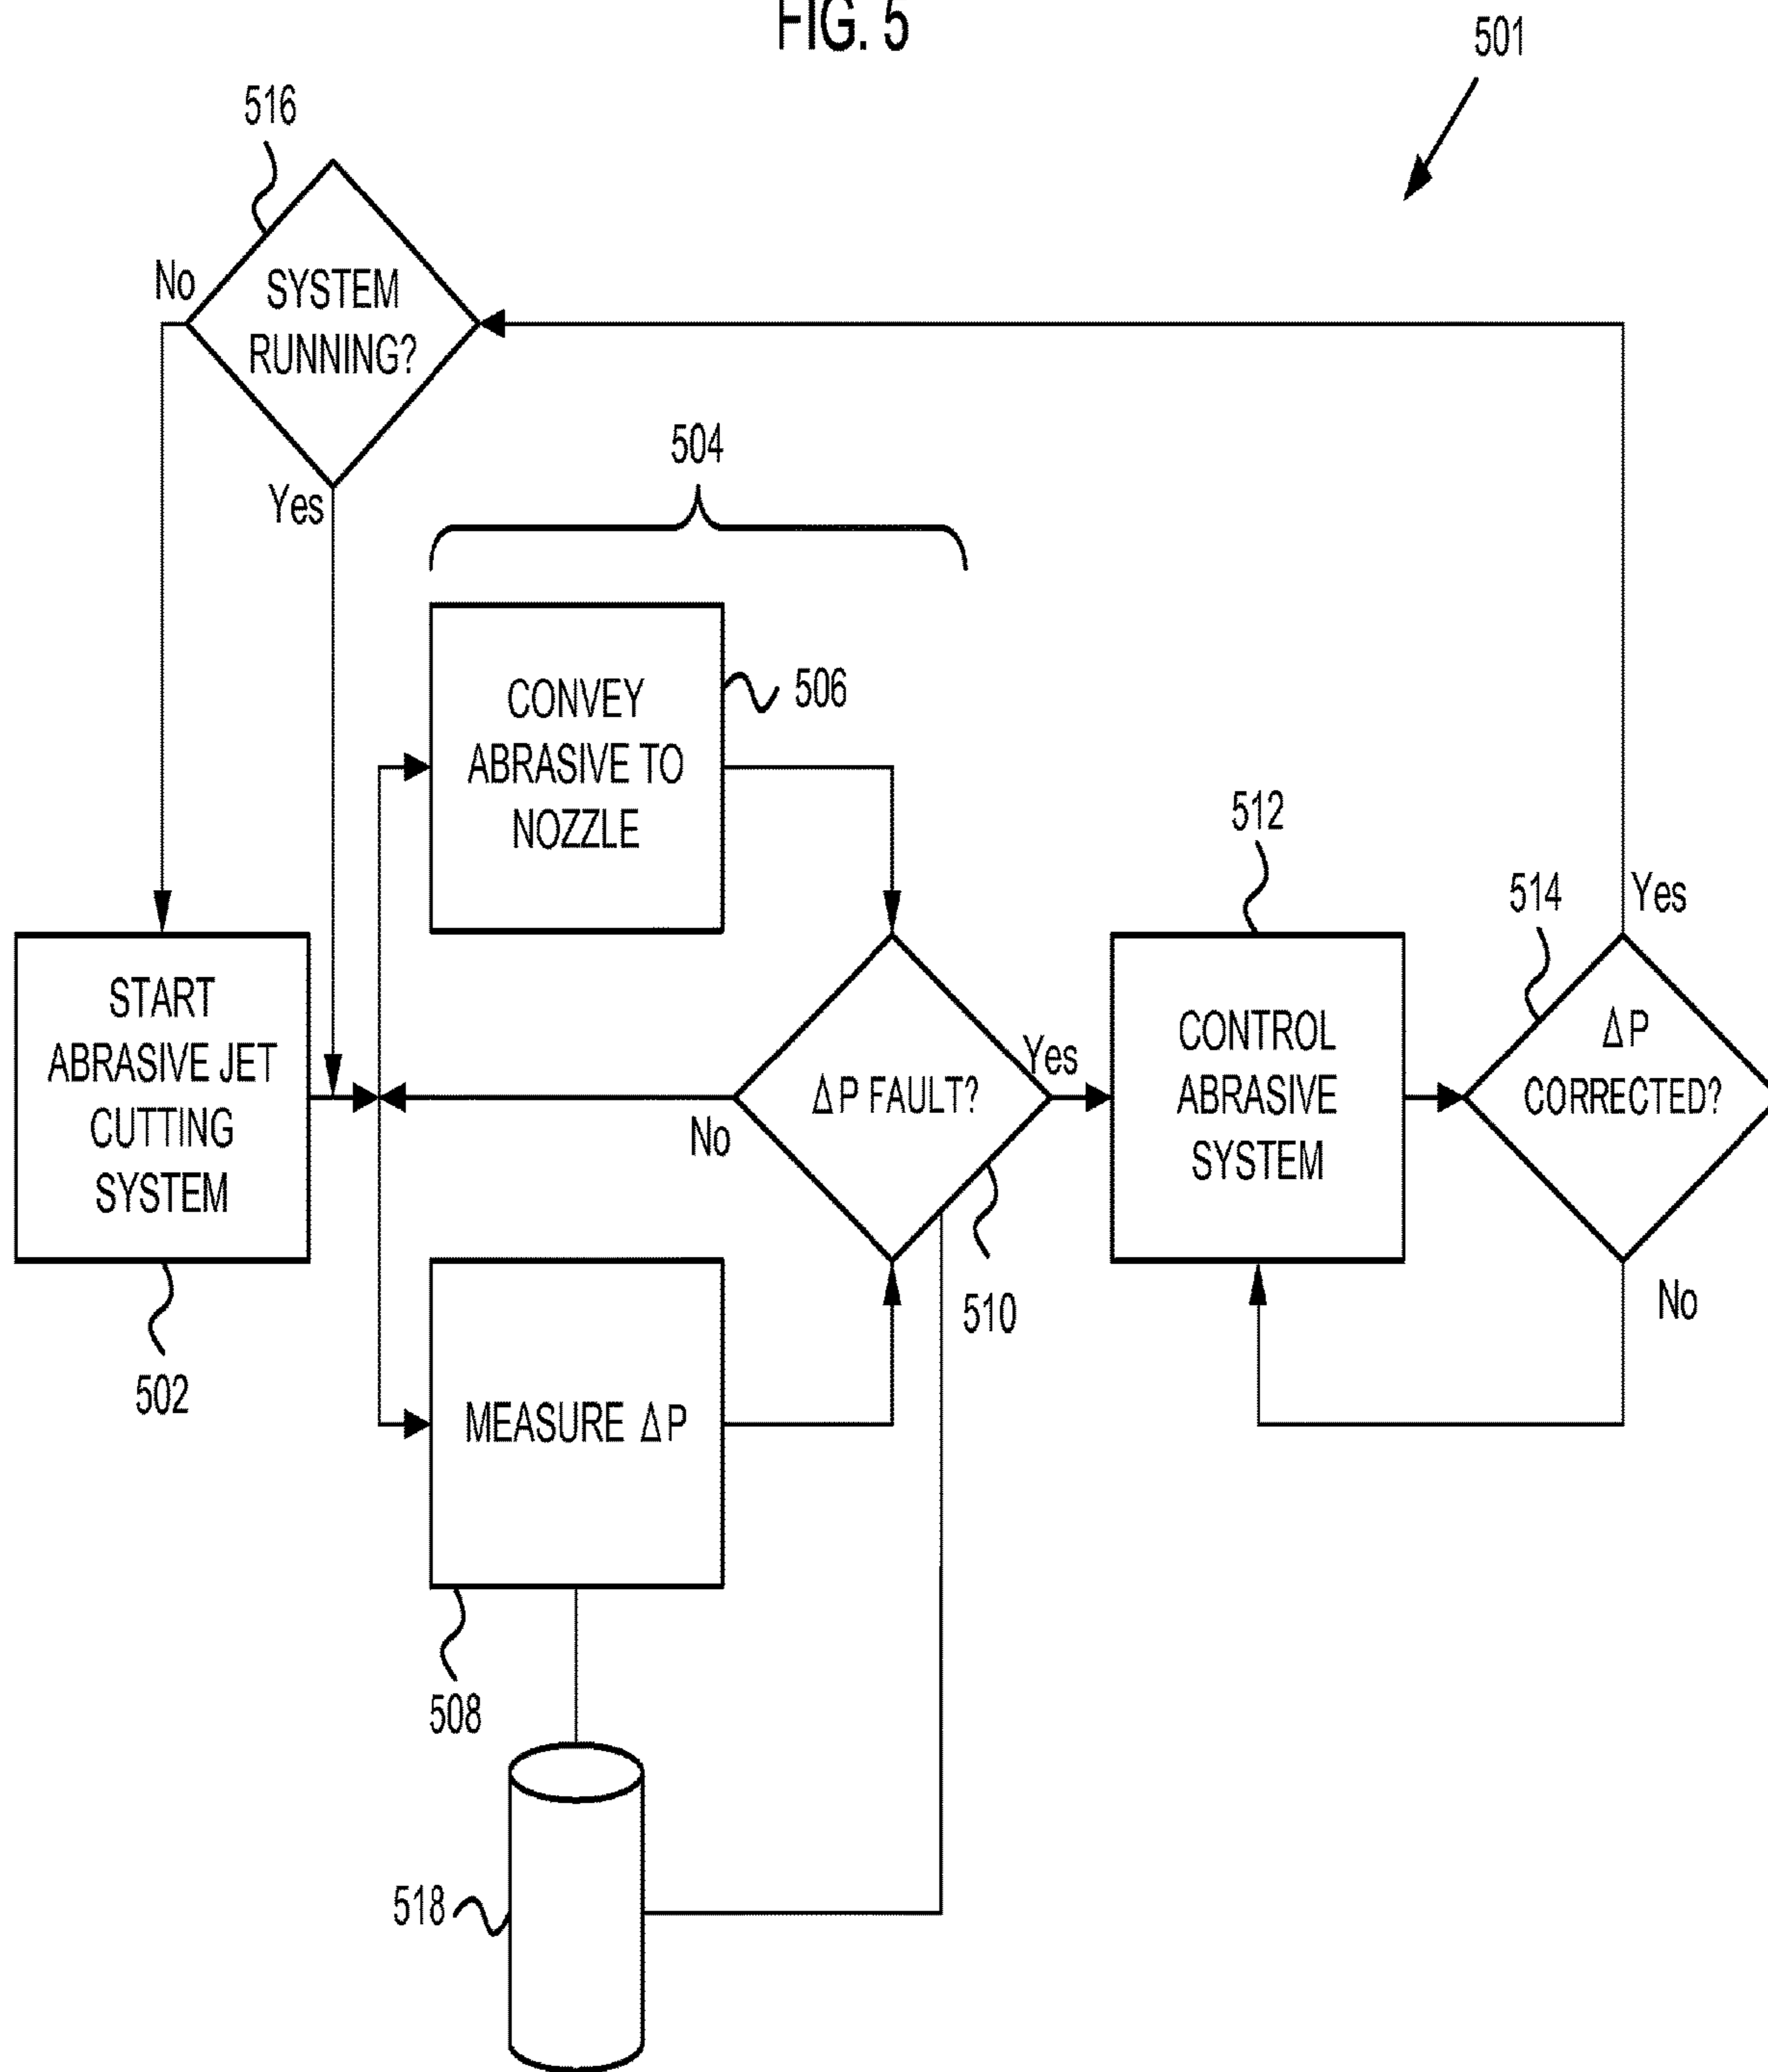 FIG. 5
501
516
No
SYSTEM
RUNNING?
Yes
504
CONVEY
ABRASIVE TO
NOZZLE
506
START
ABRASIVE JET
CUTTING
SYSTEM
502
ΔP FAULT?
Yes
No
510
512
CONTROL
ABRASIVE
SYSTEM
514
Yes
ΔP
CORRECTED?
No
MEASURE ΔP
508
518